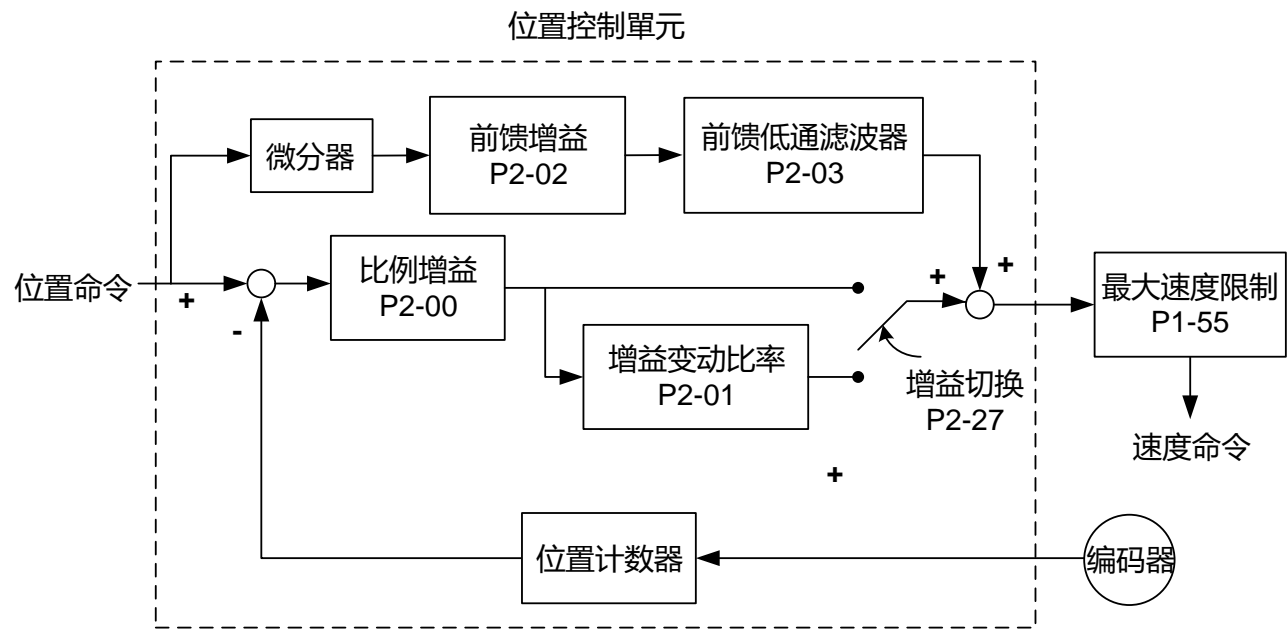 位置控制單元
微分器
前馈增益
P2-02
前馈低通滤波器
P2-03
位置命令
+
-
比例增益
P2-00
增益变动比率
P2-01
增益切换
P2-27
+
+
+
最大速度限制
P1-55
速度命令
位置计数器
编码器